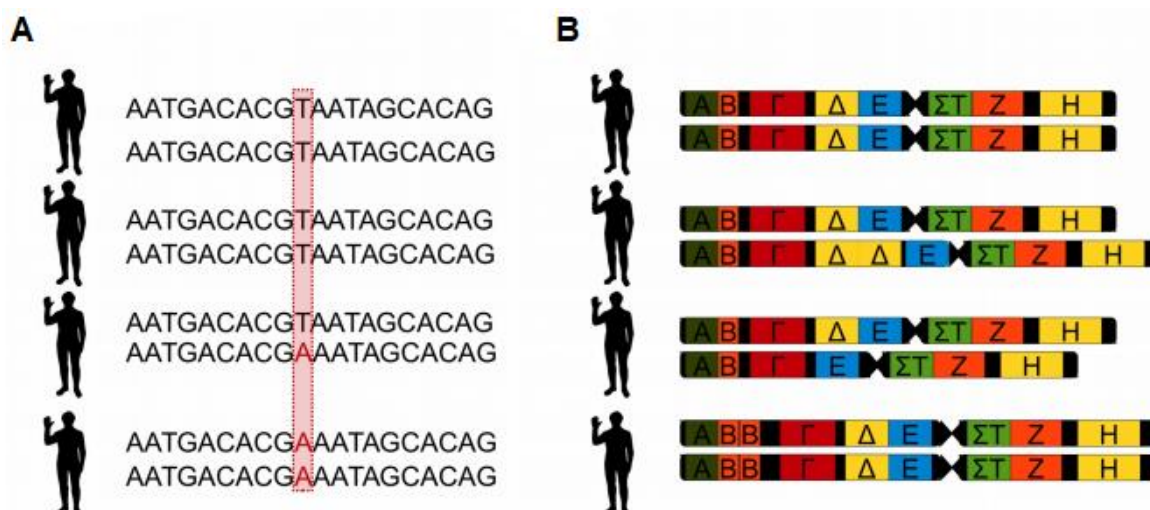 A
B
AATGACACGTAATAGCACAG
AATGACACGTAATAGCACAG
AATGACACGTAATAGCACAG
AATGACACGTAATAGCACAG
AATGACACGTAATAGCACAG
AATGACACGAAATAGCACAG
AATGACACGAAATAGCACAG
AATGACACGAAATAGCACAG
Α Β Γ Δ Ε ΣΤ Ζ Η
Α Β Γ Δ Ε ΣΤ Ζ Η
Α Β Γ Δ Ε ΣΤ Ζ Η
Α Β Γ Δ Δ Ε ΣΤ Ζ Η
Α Β Γ Δ Ε ΣΤ Ζ Η
Α Β Γ Ε ΣΤ Ζ Η
Α Β Β Γ Δ Ε ΣΤ Ζ Η
Α Β Β Γ Δ Ε ΣΤ Ζ Η